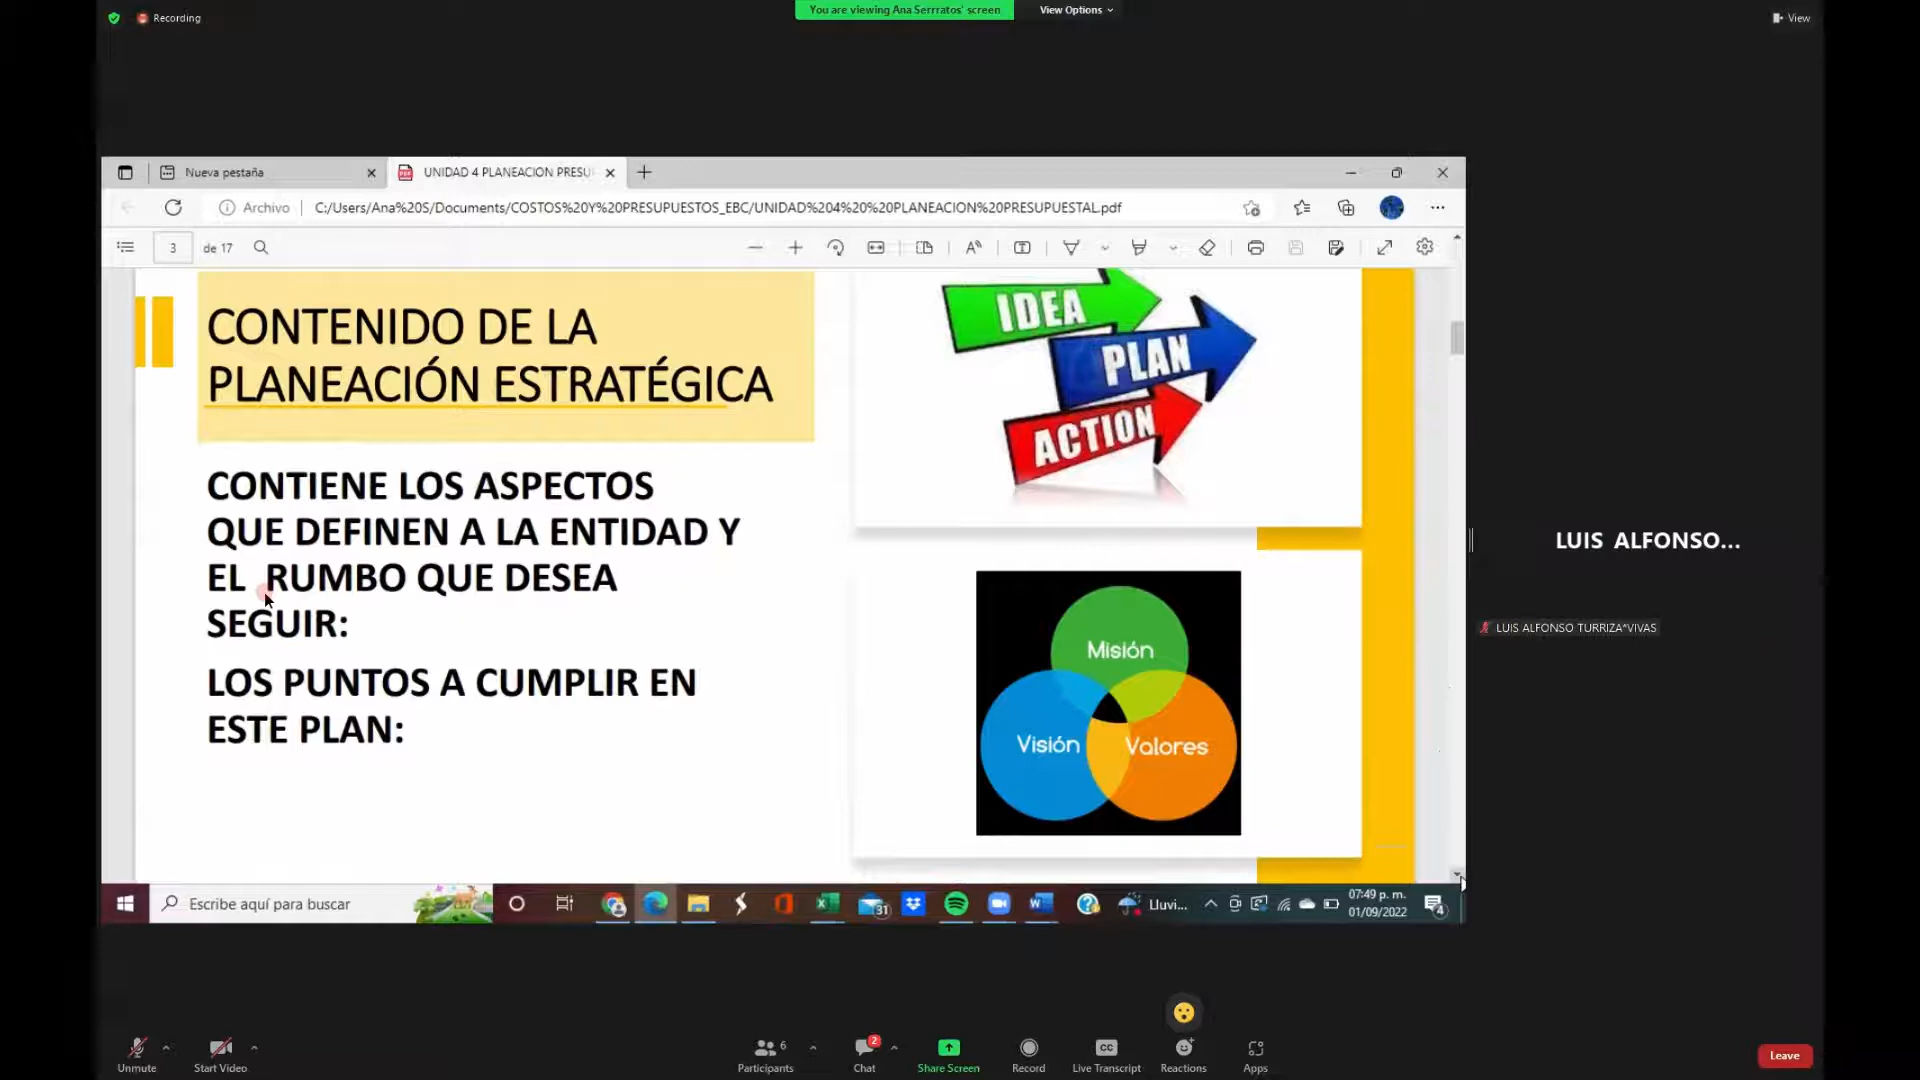 Recording
You are viewing Ana Serrratos' screen
View Options
View
Nueva pestaña
UNIDAD 4 PLANEACION PRESU
Archivo
C:/Users/Ana%20S/Documents/COSTOS%20Y%20PRESUPUESTOS_EBC/UNIDAD%204%20%20PLANEACION%20PRESUPUESTAL.pdf
3
de 17
CONTENIDO DE LA
PLANEACIÓN ESTRATÉGICA
CONTIENE LOS ASPECTOS
QUE DEFINEN A LA ENTIDAD Y
EL RUMBO QUE DESEA
SEGUIR:
LOS PUNTOS A CUMPLIR EN
ESTE PLAN:
IDEA
PLAN
ACTION
Misión
Visión
Valores
LUIS ALFONSO...
LUIS ALFONSO TURRIZA*VIVAS
Escribe aquí para buscar
31
Lluvi...
07:49 p. m.
01/09/2022
4
Unmute
Start Video
6
Participants
2
Chat
Share Screen
Record
CC
Live Transcript
Reactions
Apps
Leave